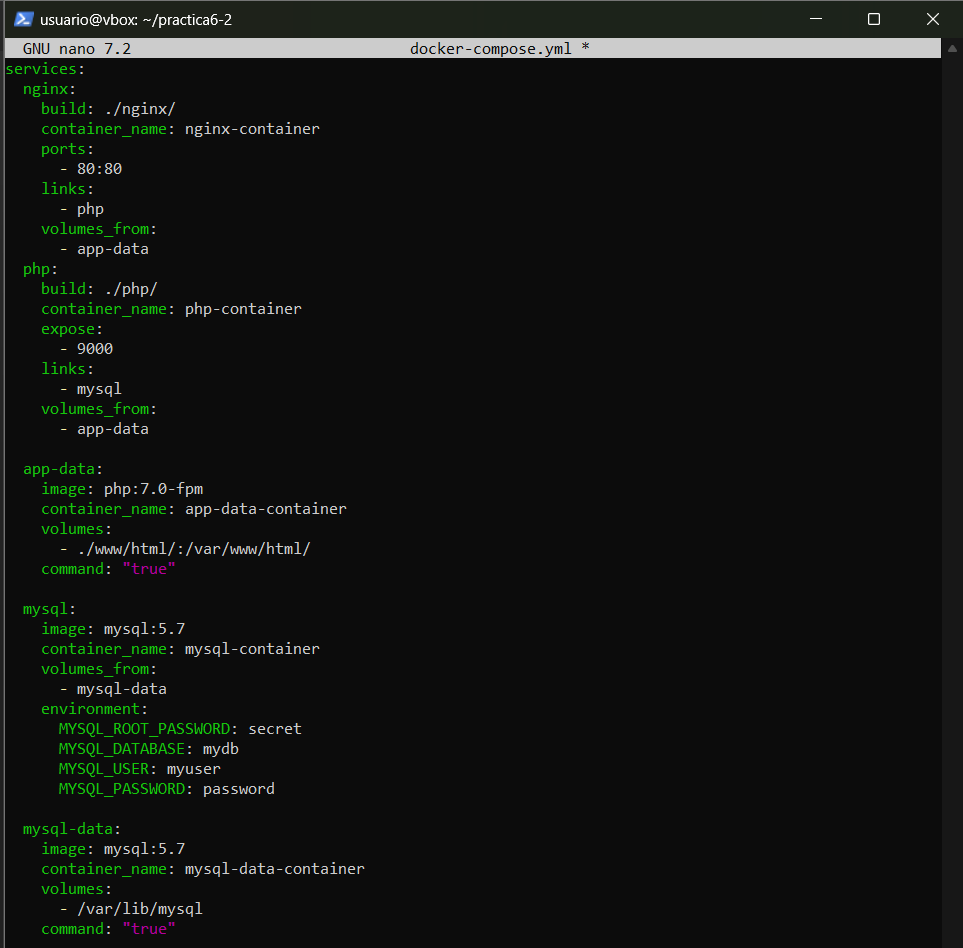 usuario@vbox: ~/practica6-2
GNU nano 7.2 docker-compose.yml *
services:
  nginx:
    build: ./nginx/
    container_name: nginx-container
    ports:
      - 80:80
    links:
      - php
    volumes_from:
      - app-data
  php:
    build: ./php/
    container_name: php-container
    expose:
      - 9000
    links:
      - mysql
    volumes_from:
      - app-data

  app-data:
    image: php:7.0-fpm
    container_name: app-data-container
    volumes:
      - ./www/html/:/var/www/html/
    command: "true"

  mysql:
    image: mysql:5.7
    container_name: mysql-container
    volumes_from:
      - mysql-data
    environment:
      MYSQL_ROOT_PASSWORD: secret
      MYSQL_DATABASE: mydb
      MYSQL_USER: myuser
      MYSQL_PASSWORD: password

  mysql-data:
    image: mysql:5.7
    container_name: mysql-data-container
    volumes:
      - /var/lib/mysql
    command: "true"